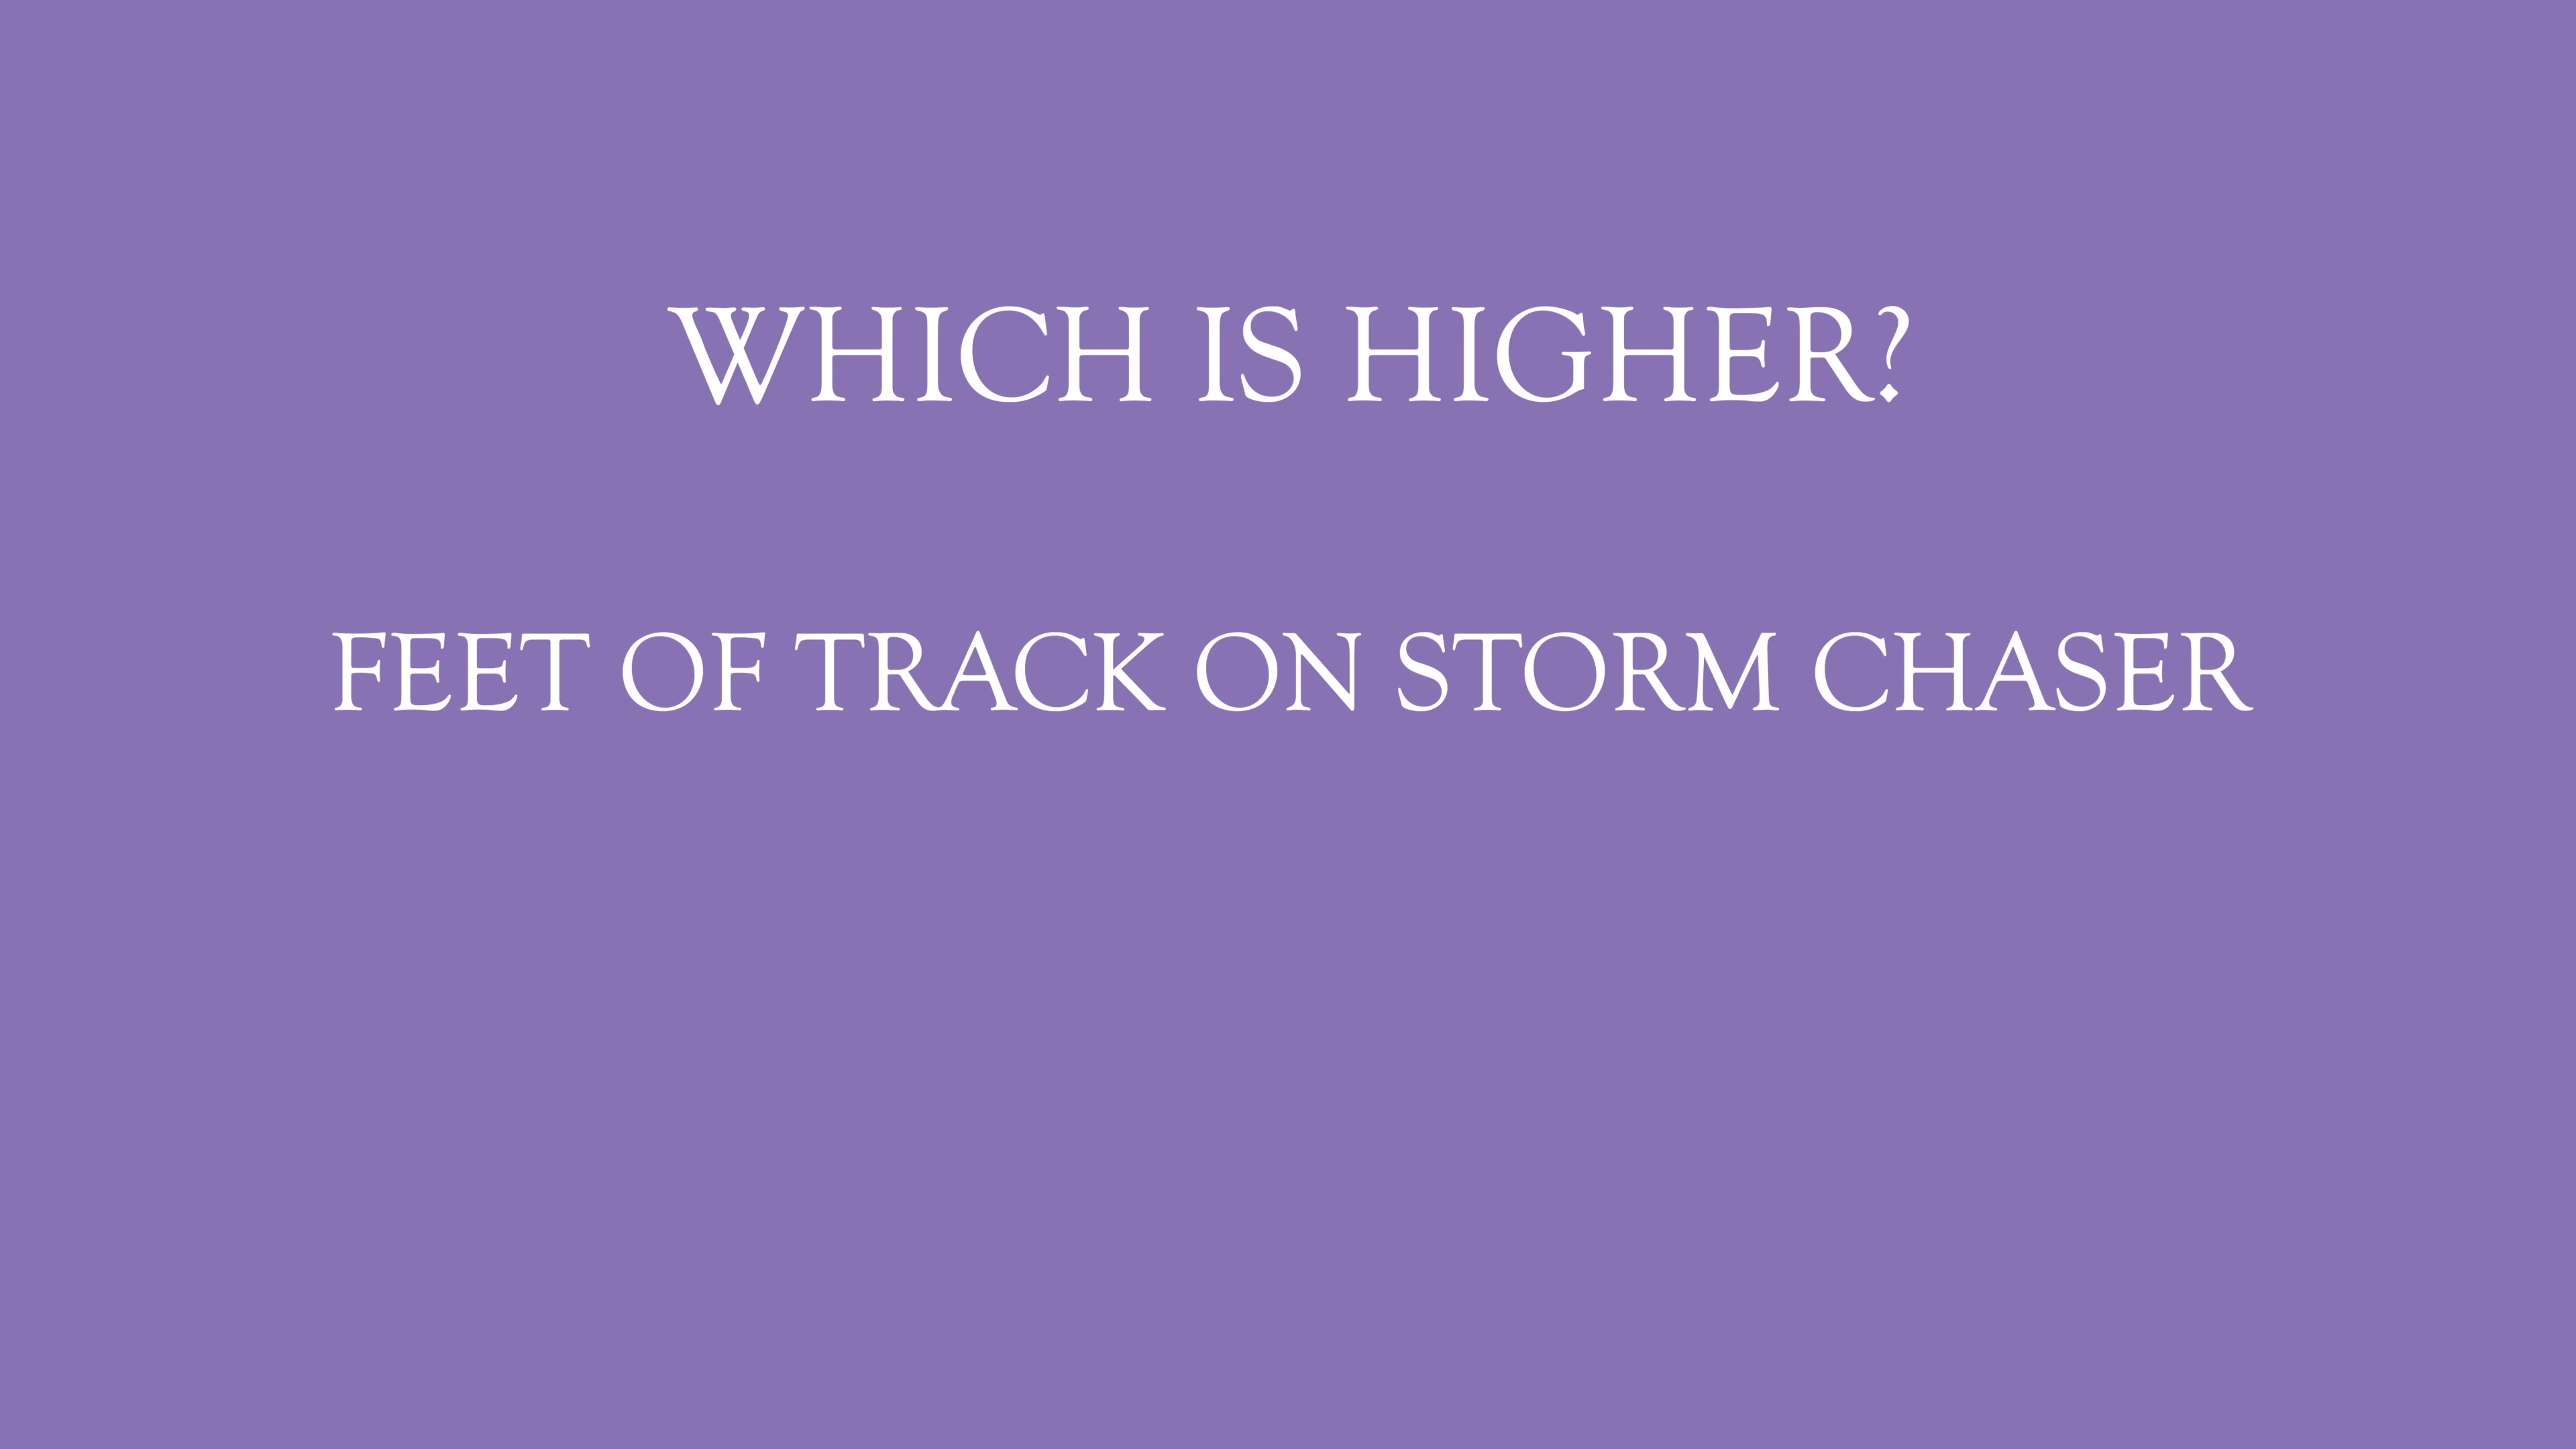 WHICH IS HIGHER?
FEET OF TRACK ON STORM CHASER